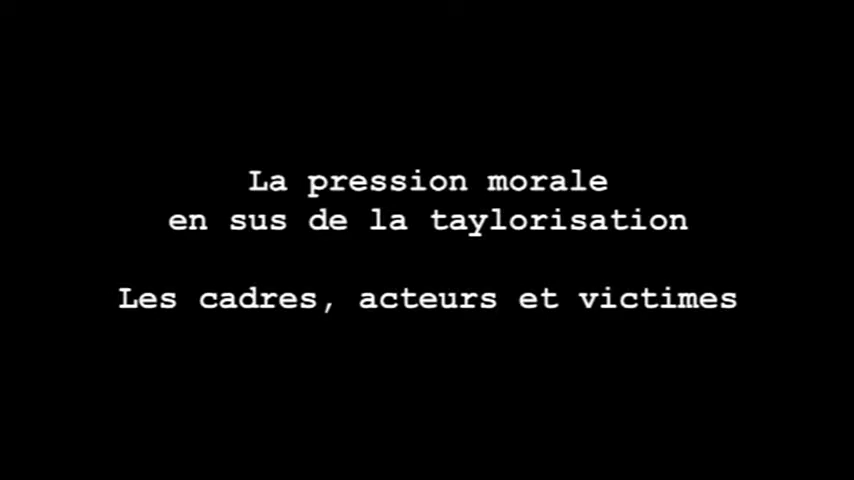 La pression morale
en sus de la taylorisation
Les cadres, acteurs et victimes